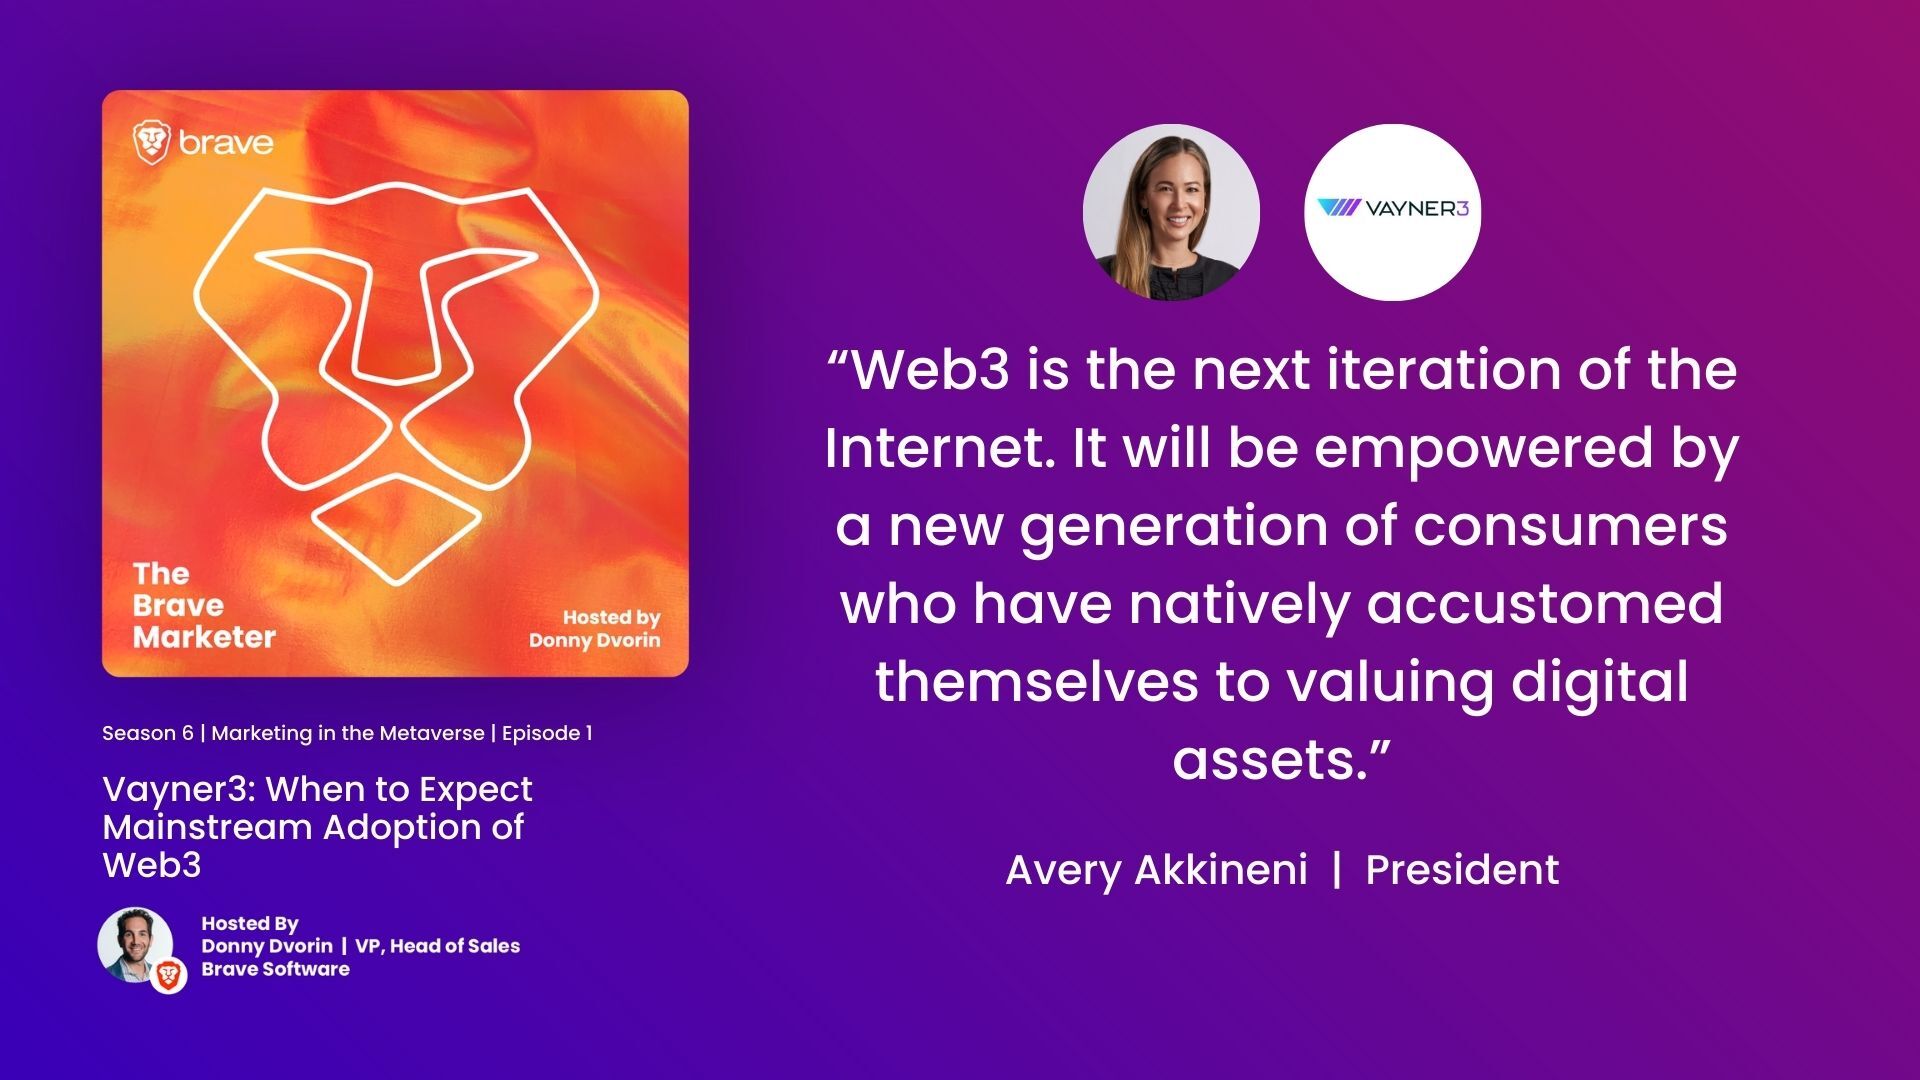 brave
The
Brave
Marketer
Hosted by
Donny Dvorin
Season 6 | Marketing in the Metaverse | Episode 1
Vayner3: When to Expect
Mainstream Adoption of
Web3
Hosted By
Donny Dvorin | VP, Head of Sales
Brave Software
VAYNER3
“Web3 is the next iteration of the
Internet. It will be empowered by
a new generation of consumers
who have natively accustomed
themselves to valuing digital
assets.”
Avery Akkineni | President